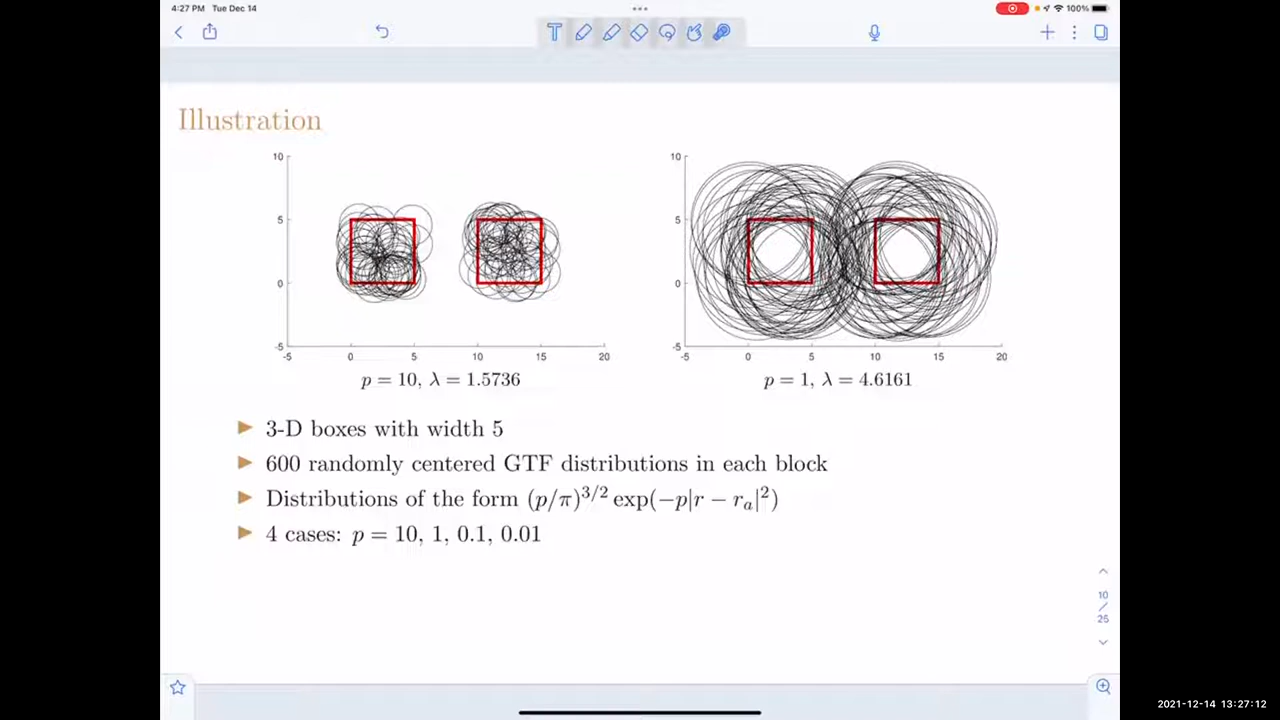 4:27 PM Tue Dec 14
100%
Illustration
10
5
0
-5
-5 0 5 10 15 20
p = 10, λ = 1.5736
10
5
0
-5
-5 0 5 10 15 20
p = 1, λ = 4.6161
3-D boxes with width 5
600 randomly centered GTF distributions in each block
Distributions of the form (p/π)^{3/2} exp(−p|r − r_a|^2)
4 cases: p = 10, 1, 0.1, 0.01
10
/
25
2021-12-14 13:27:12